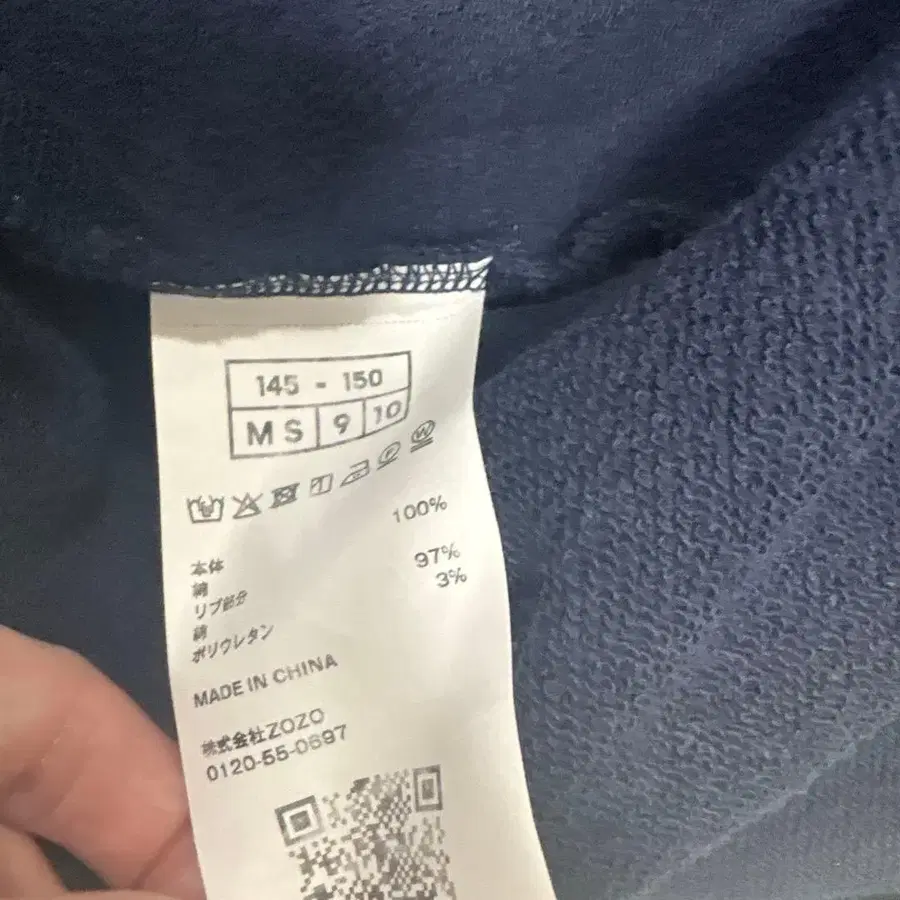 145 - 150
MS 9 10
P W
100%
本体
綿
リブ部分
綿 97%
ポリウレタン 3%
MADE IN CHINA
株式会社ZOZO
0120-55-0697